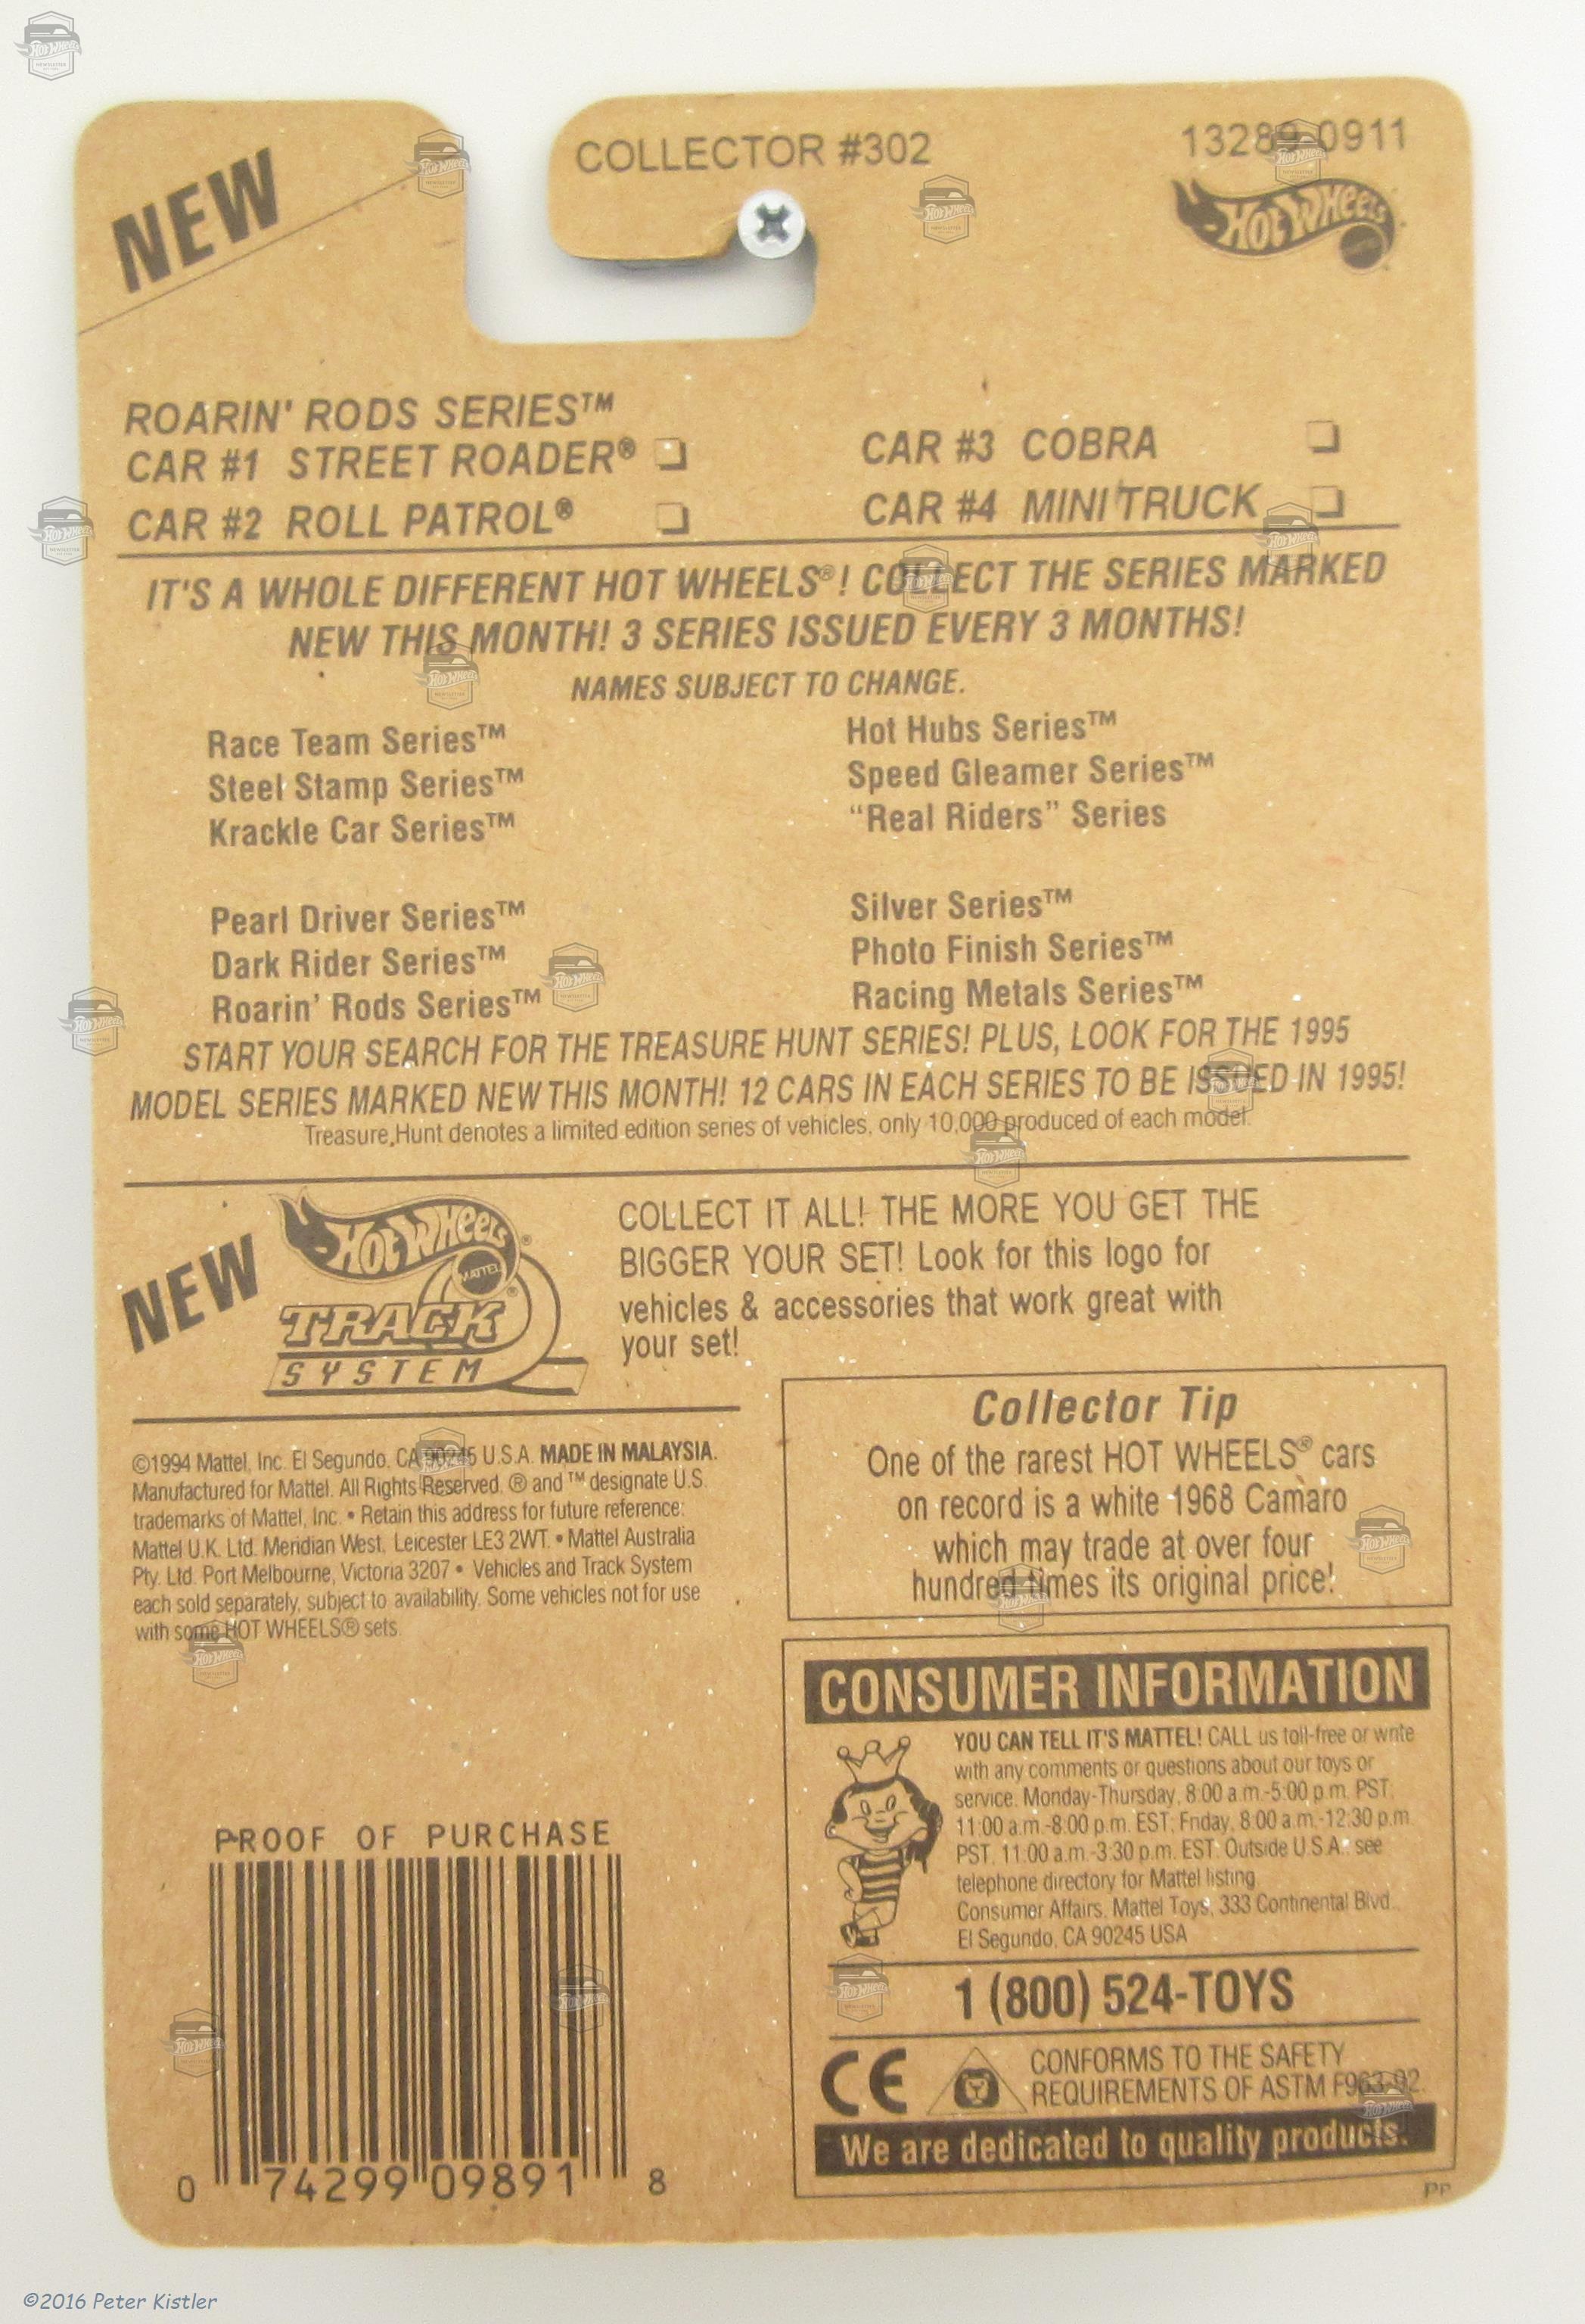 NEW
COLLECTOR #302
13289-0911
HOT WHEELS
ROARIN' RODS SERIES™
CAR #1 STREET ROADER® ❑
CAR #2 ROLL PATROL® ❑
CAR #3 COBRA ❑
CAR #4 MINI TRUCK ❑
IT'S A WHOLE DIFFERENT HOT WHEELS®! COLLECT THE SERIES MARKED
NEW THIS MONTH! 3 SERIES ISSUED EVERY 3 MONTHS!
NAMES SUBJECT TO CHANGE.
Race Team Series™
Steel Stamp Series™
Krackle Car Series™
Hot Hubs Series™
Speed Gleamer Series™
“Real Riders” Series
Pearl Driver Series™
Dark Rider Series™
Roarin’ Rods Series™
Silver Series™
Photo Finish Series™
Racing Metals Series™
START YOUR SEARCH FOR THE TREASURE HUNT SERIES! PLUS, LOOK FOR THE 1995
MODEL SERIES MARKED NEW THIS MONTH! 12 CARS IN EACH SERIES TO BE ISSUED IN 1995!
Treasure Hunt denotes a limited edition series of vehicles, only 10,000 produced of each model.
NEW
HOT WHEELS®
MATTEL
TRACK®
SYSTEM
COLLECT IT ALL! THE MORE YOU GET THE
BIGGER YOUR SET! Look for this logo for
vehicles & accessories that work great with
your set!
©1994 Mattel, Inc. El Segundo, CA 90245 U.S.A. MADE IN MALAYSIA.
Manufactured for Mattel. All Rights Reserved. ® and ™ designate U.S.
trademarks of Mattel, Inc. • Retain this address for future reference:
Mattel U.K. Ltd. Meridian West, Leicester LE3 2WT. • Mattel Australia
Pty. Ltd. Port Melbourne, Victoria 3207 • Vehicles and Track System
each sold separately, subject to availability. Some vehicles not for use
with some HOT WHEELS® sets.
Collector Tip
One of the rarest HOT WHEELS® cars
on record is a white 1968 Camaro
which may trade at over four
hundred times its original price!
CONSUMER INFORMATION
YOU CAN TELL IT'S MATTEL! CALL us toll-free or write
with any comments or questions about our toys or
service. Monday-Thursday, 8:00 a.m.-5:00 p.m. PST,
11:00 a.m.-8:00 p.m. EST; Friday, 8:00 a.m.-12:30 p.m.
PST, 11:00 a.m.-3:30 p.m. EST. Outside U.S.A.: see
telephone directory for Mattel listing.
Consumer Affairs, Mattel Toys, 333 Continental Blvd.,
El Segundo, CA 90245 USA
1 (800) 524-TOYS
CE
CONFORMS TO THE SAFETY
REQUIREMENTS OF ASTM F963-92.
We are dedicated to quality products.
PP
PROOF OF PURCHASE
0 74299 09891 8
©2016 Peter Kistler